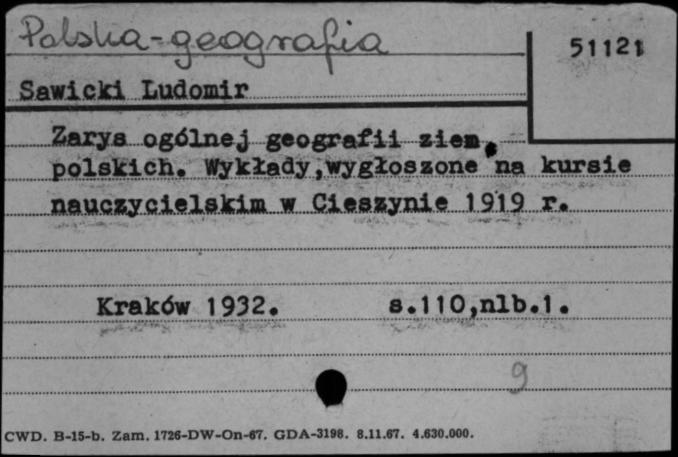 Polska-geografia
51121
Sawicki Ludomir
Zarys ogólnej geografii ziem
polskich. Wykłady,wygłoszone na kursie
nauczycielskim w Cieszynie 1919 r.
Kraków 1932. s.110,nlb.1.
9
CWD. B-15-b. Zam. 1726-DW-On-67. GDA-3198. 8.11.67. 4.630.000.